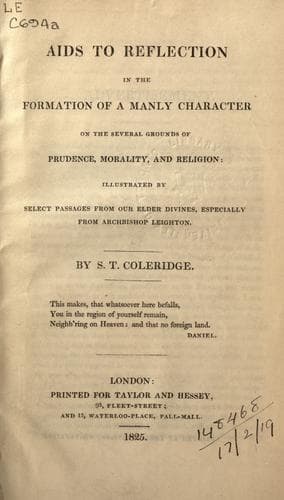 LE
C694a
AIDS TO REFLECTION
IN THE
FORMATION OF A MANLY CHARACTER
ON THE SEVERAL GROUNDS OF
PRUDENCE, MORALITY, AND RELIGION:
ILLUSTRATED BY
SELECT PASSAGES FROM OUR ELDER DIVINES, ESPECIALLY
FROM ARCHBISHOP LEIGHTON.
BY S. T. COLERIDGE.
This makes, that whatsoever here befalls,
You in the region of yourself remain,
Neighb'ring on Heaven: and that no foreign land.
DANIEL.
LONDON:
PRINTED FOR TAYLOR AND HESSEY,
93, FLEET-STREET;
AND 13, WATERLOO-PLACE, PALL-MALL.
1825.
148468
17/2/19